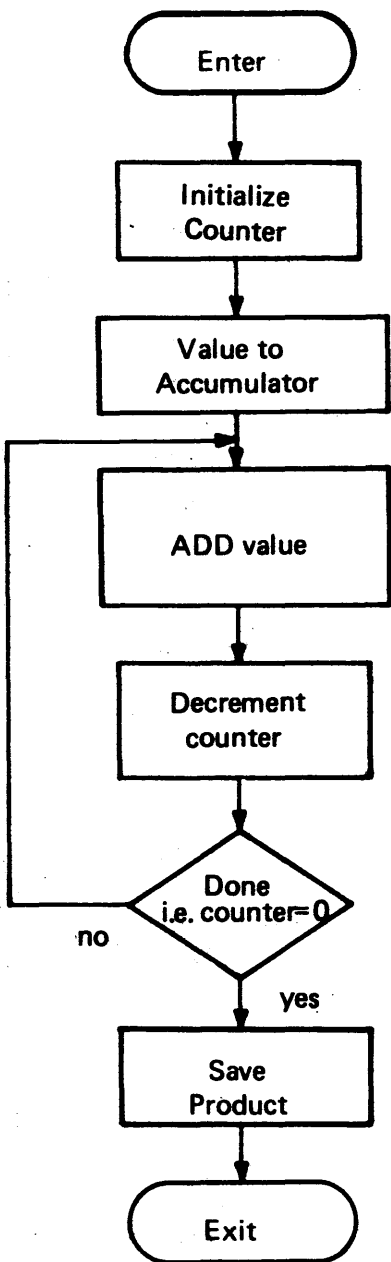 Enter
Initialize
Counter
Value to
Accumulator
ADD value
Decrement
counter
Done
i.e. counter=0
no
yes
Save
Product
Exit